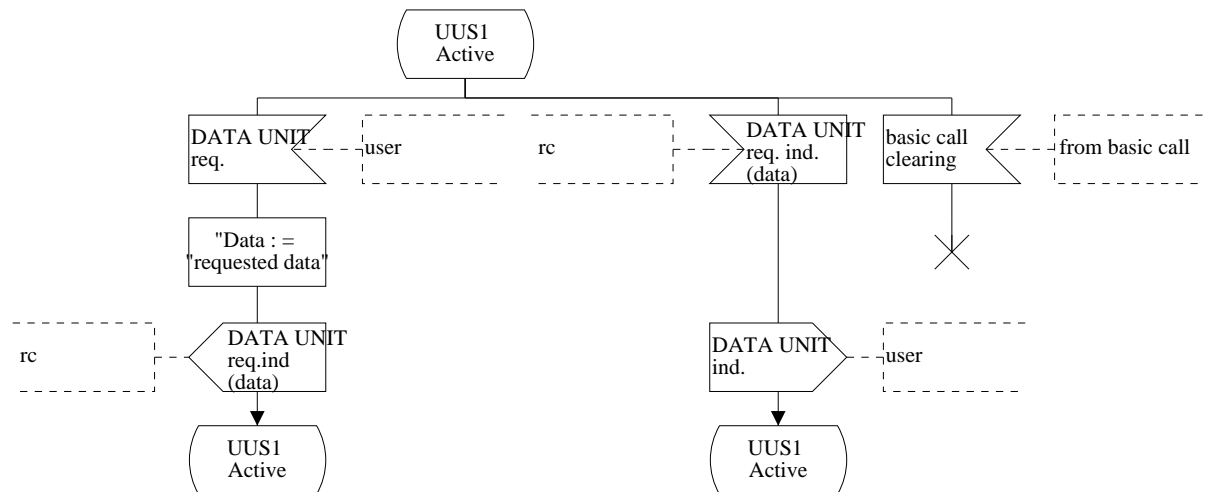 UUS1
Active
DATA UNIT
req.
user
rc
DATA UNIT
req. ind.
(data)
basic call
clearing
from basic call
"Data : =
"requested data"
rc
DATA UNIT
req.ind
(data)
DATA UNIT
ind.
user
UUS1
Active
UUS1
Active